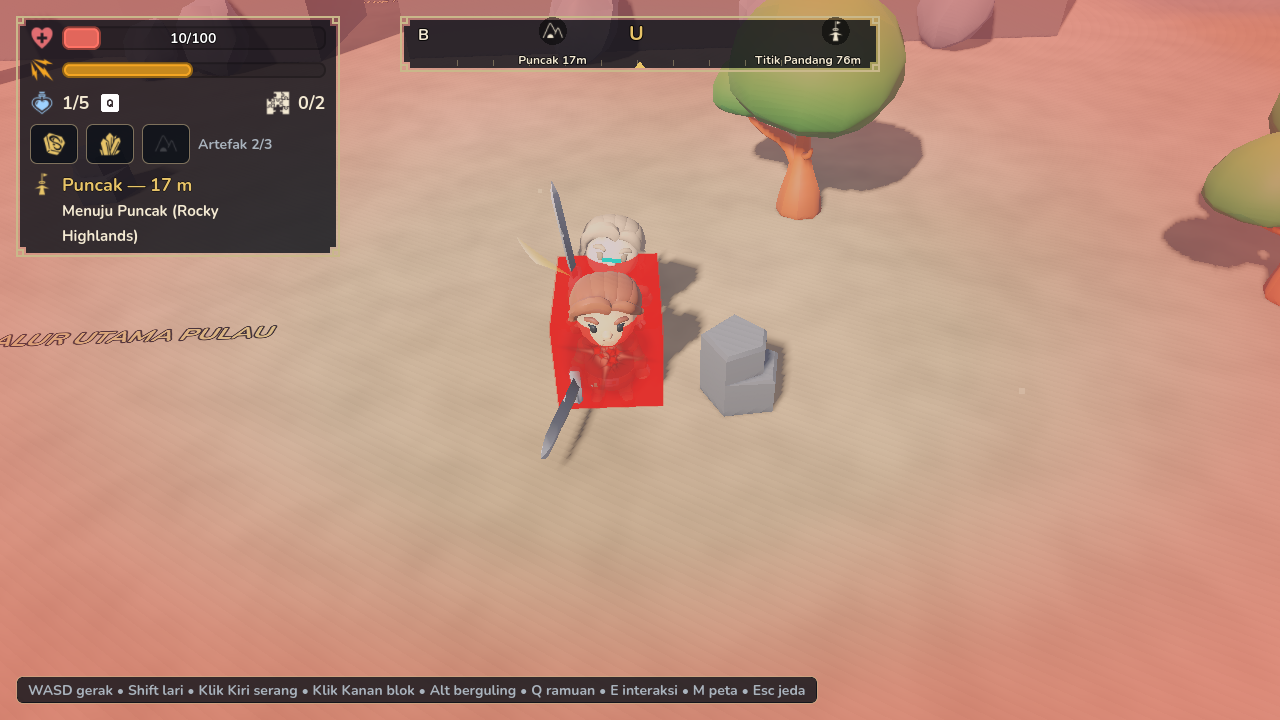 10/100
1/5 Q 0/2
Artefak 2/3
Puncak — 17 m
Menuju Puncak (Rocky
Highlands)
B U
Puncak 17m Titik Pandang 76m
ALUR UTAMA PULAU
WASD gerak • Shift lari • Klik Kiri serang • Klik Kanan blok • Alt berguling • Q ramuan • E interaksi • M peta • Esc jeda